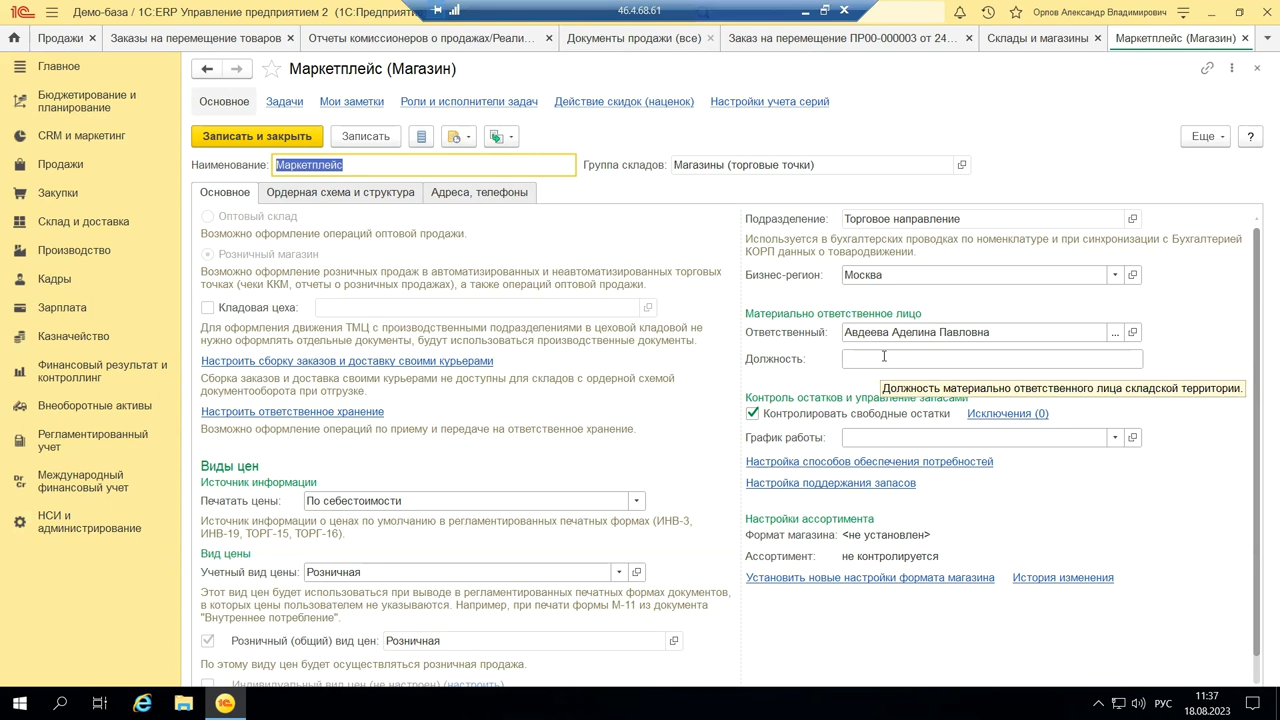 Демо-база / 1С:ERP Управление предприятием 2 (1С:Предприяти
46.4.68.61
Орлов Александр Владимирович
Продажи
Заказы на перемещение товаров
Отчеты комиссионеров о продажах/Реали...
Документы продажи (все)
Заказ на перемещение ПР00-000003 от 24...
Склады и магазины
Маркетплейс (Магазин)
Главное
Бюджетирование и
планирование
CRM и маркетинг
Продажи
Закупки
Склад и доставка
Производство
Кадры
Зарплата
Казначейство
Финансовый результат и
контроллинг
Внеоборотные активы
Регламентированный
учет
Международный
финансовый учет
НСИ и
администрирование
Маркетплейс (Магазин)
Основное Задачи Мои заметки Роли и исполнители задач Действие скидок (наценок) Настройки учета серий
Записать и закрыть Записать Еще ?
Наименование: Маркетплейс Группа складов: Магазины (торговые точки)
Основное Ордерная схема и структура Адреса, телефоны
Оптовый склад
Возможно оформление операций оптовой продажи.
Розничный магазин
Возможно оформление розничных продаж в автоматизированных и неавтоматизированных торговых
точках (чеки ККМ, отчеты о розничных продажах), а также операций оптовой продажи.
Кладовая цеха:
Для оформления движения ТМЦ с производственными подразделениями в цеховой кладовой не
нужно оформлять отдельные документы, будут использоваться производственные документы.
Настроить сборку заказов и доставку своими курьерами
Сборка заказов и доставка своими курьерами не доступны для складов с ордерной схемой
документооборота при отгрузке.
Настроить ответственное хранение
Возможно оформление операций по приему и передаче на ответственное хранение.
Виды цен
Источник информации
Печатать цены: По себестоимости
Источник информации о ценах по умолчанию в регламентированных печатных формах (ИНВ-3,
ИНВ-19, ТОРГ-15, ТОРГ-16).
Вид цены
Учетный вид цены: Розничная
Этот вид цен будет использоваться при выводе в регламентированных печатных формах документов,
в которых цены пользователем не указываются. Например, при печати формы М-11 из документа
"Внутреннее потребление".
Розничный (общий) вид цен: Розничная
По этому виду цен будет осуществляться розничная продажа.
Индивидуальный вид цен (не настроен) (настроить)
Подразделение: Торговое направление
Используется в бухгалтерских проводках по номенклатуре и при синхронизации с Бухгалтерией
КОРП данных о товародвижении.
Бизнес-регион: Москва
Материально ответственное лицо
Ответственный: Авдеева Аделина Павловна
Должность:
Должность материально ответственного лица складской территории.
Контроль остатков и управление запасами
Контролировать свободные остатки Исключения (0)
График работы:
Настройка способов обеспечения потребностей
Настройка поддержания запасов
Настройки ассортимента
Формат магазина: <не установлен>
Ассортимент: не контролируется
Установить новые настройки формата магазина История изменения
РУС
11:37
18.08.2023